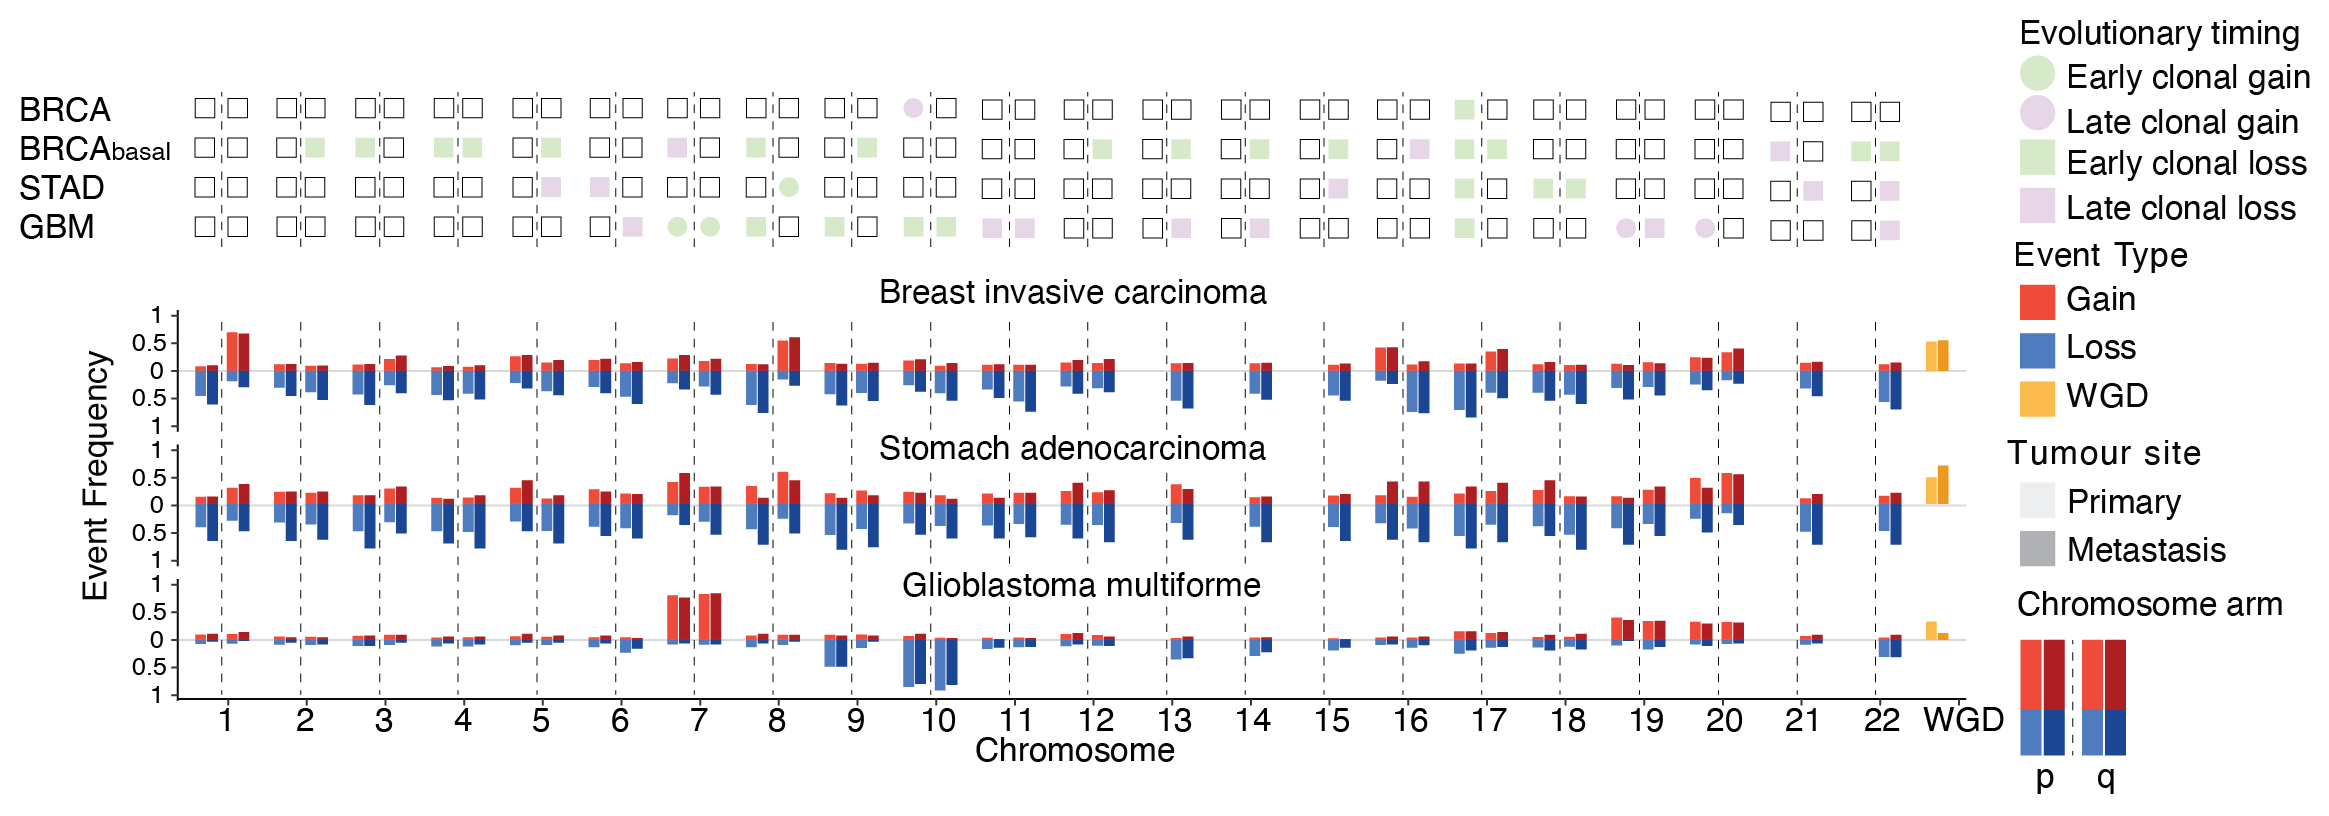 BRCA
BRCAbasal
STAD
GBM
Evolutionary timing
Early clonal gain
Late clonal gain
Early clonal loss
Late clonal loss
Event Type
Gain
Loss
WGD
Tumour site
Primary
Metastasis
Chromosome arm
p q
Event Frequency
Breast invasive carcinoma
1
0.5
0
0.5
1
Stomach adenocarcinoma
1
0.5
0
0.5
1
Glioblastoma multiforme
1
0.5
0
0.5
1
1 2 3 4 5 6 7 8 9 10 11 12 13 14 15 16 17 18 19 20 21 22 WGD
Chromosome